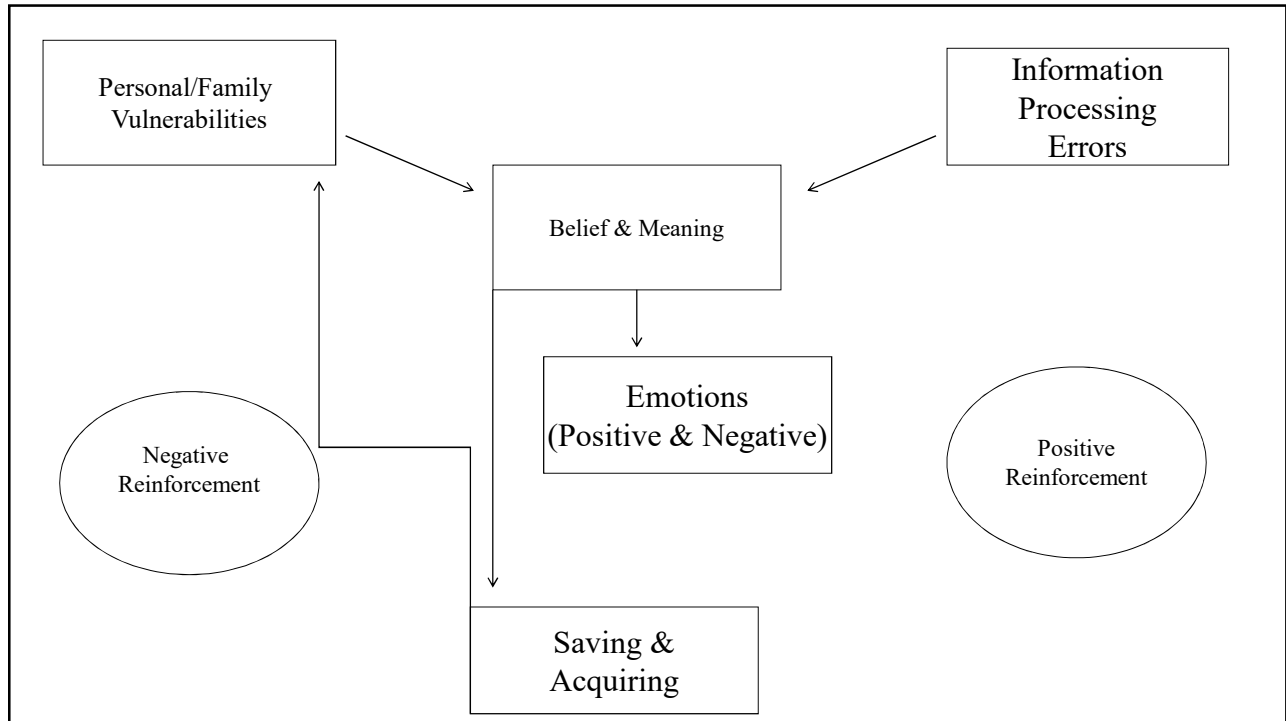 Personal/Family
Vulnerabilities
Information
Processing
Errors
Belief & Meaning
Emotions
(Positive & Negative)
Negative
Reinforcement
Positive
Reinforcement
Saving &
Acquiring